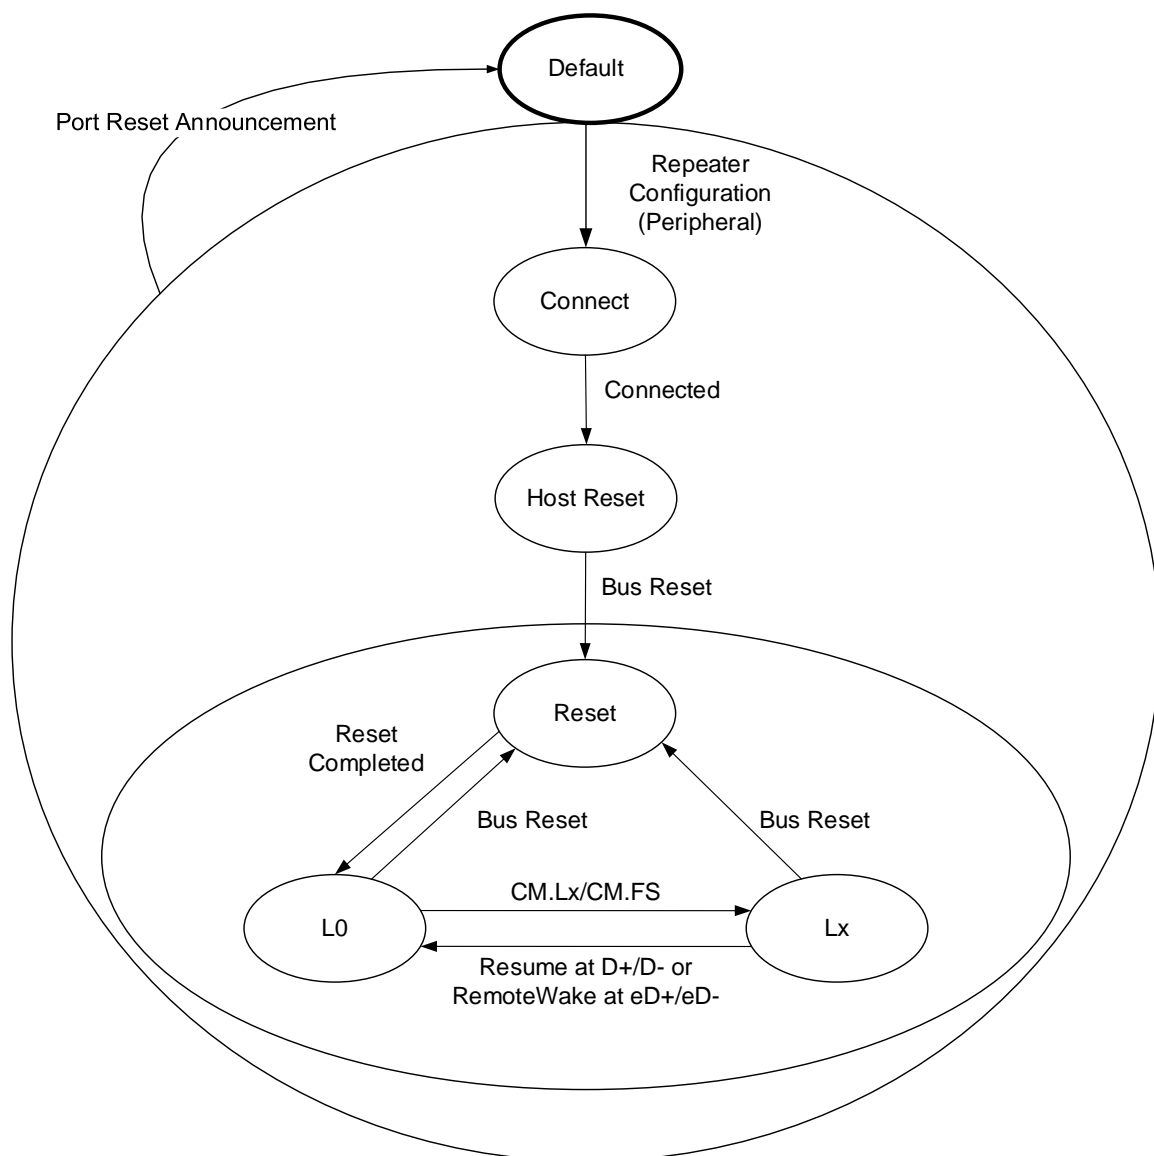 Default
Port Reset Announcement
Repeater
Configuration
(Peripheral)
Connect
Connected
Host Reset
Bus Reset
Reset
Reset
Completed
Bus Reset
Bus Reset
CM.Lx/CM.FS
L0
Lx
Resume at D+/D- or
RemoteWake at eD+/eD-